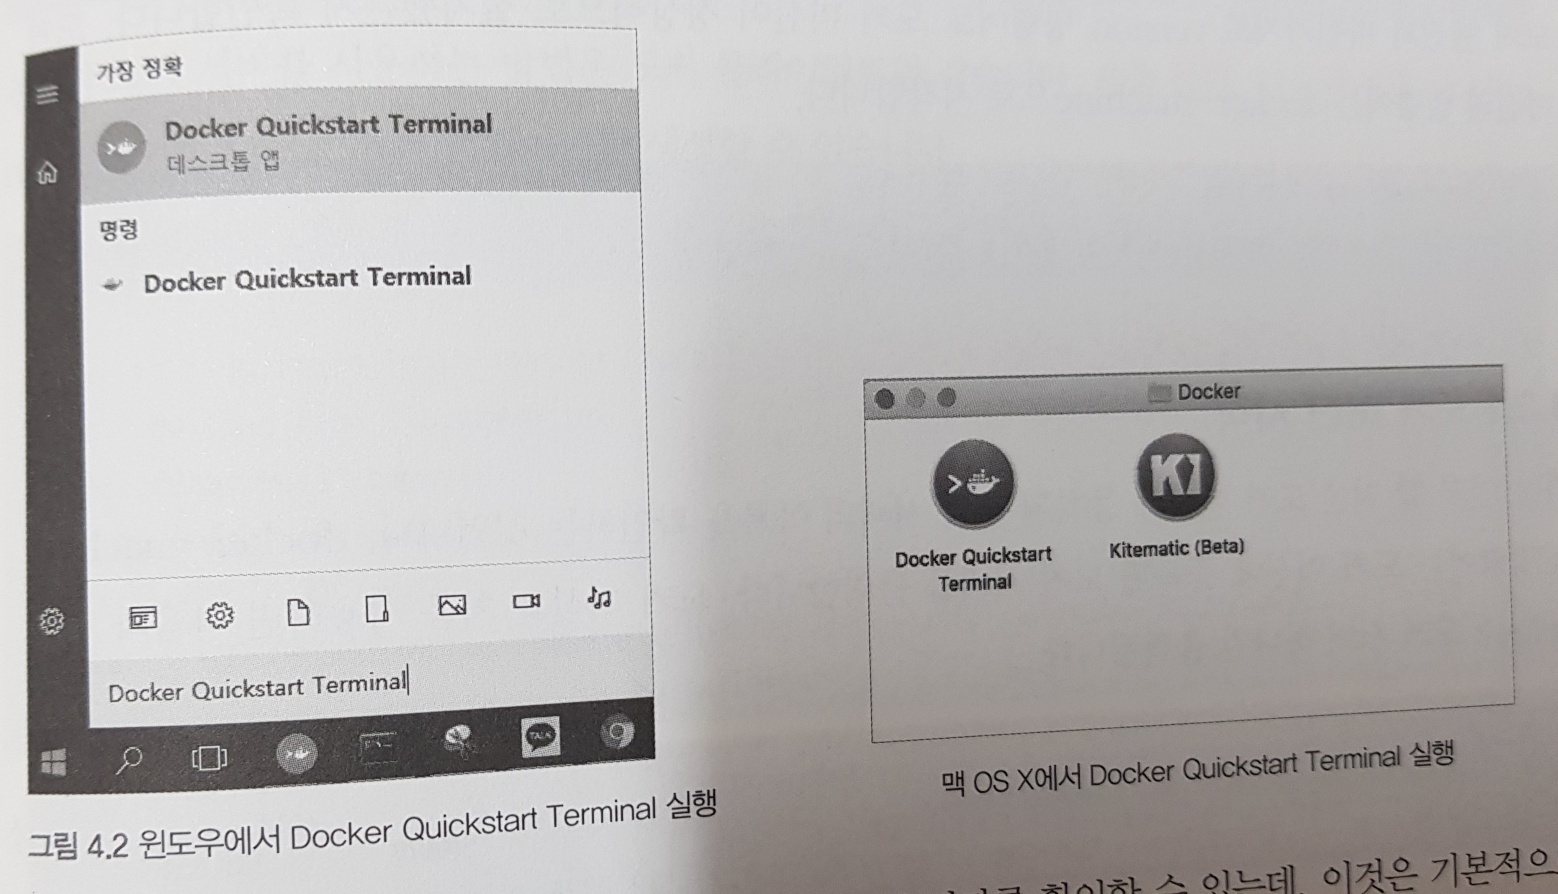 가장 정확
Docker Quickstart Terminal
데스크톱 앱
명령
Docker Quickstart Terminal
Docker Quickstart Terminal
TALK
그림 4.2 윈도우에서 Docker Quickstart Terminal 실행
Docker
KI
Docker Quickstart
Terminal
Kitematic (Beta)
맥 OS X에서 Docker Quickstart Terminal 실행
확인할 수 있는데, 이것은 기본적으